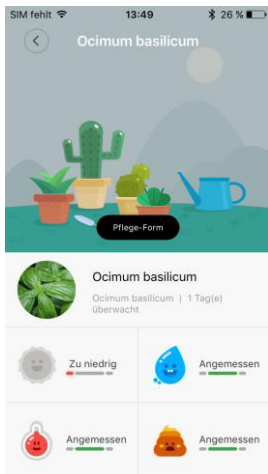 SIM fehlt 13:49 26 %
Ocimum basilicum
Pflege-Form
Ocimum basilicum
Ocimum basilicum | 1 Tag(e)
überwacht
Zu niedrig Angemessen
Angemessen Angemessen